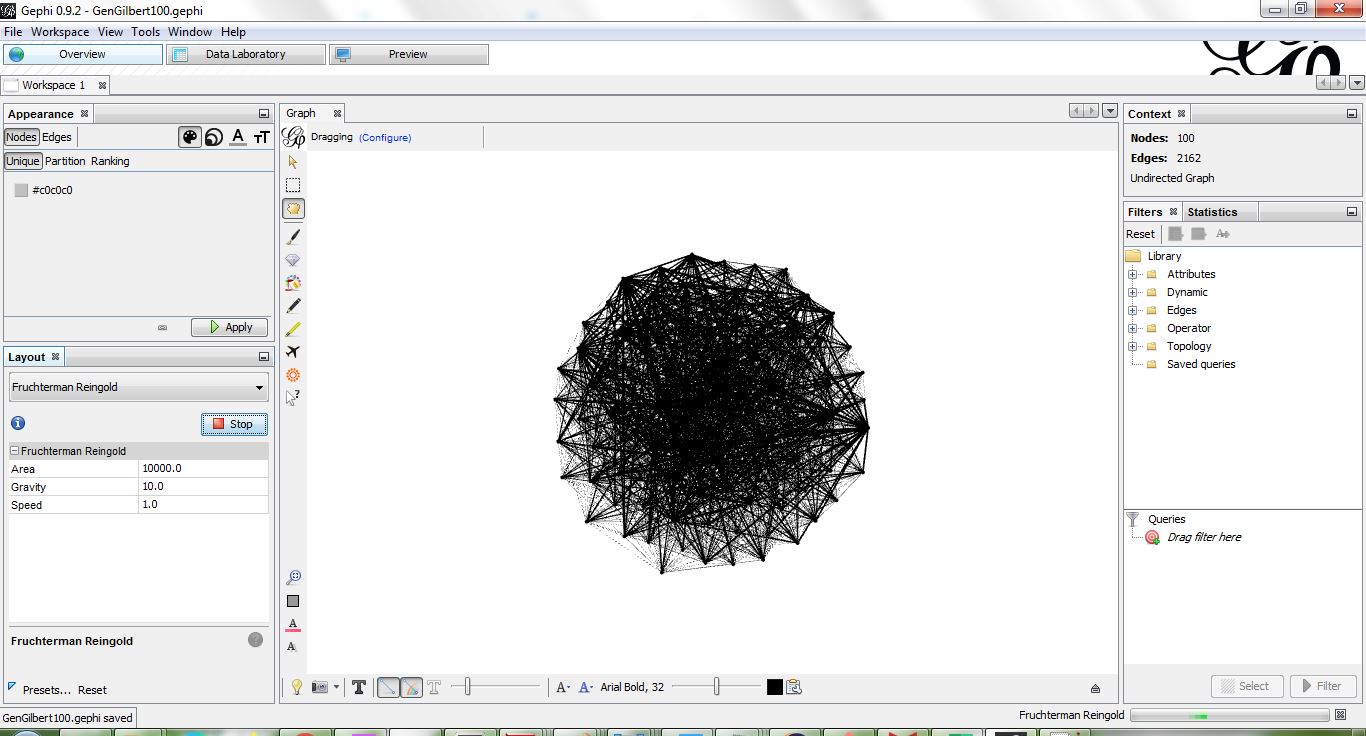 Gephi 0.9.2 - GenGilbert100.gephi
File Workspace View Tools Window Help
Overview Data Laboratory Preview
Workspace 1
Appearance
Nodes Edges
Unique Partition Ranking
#c0c0c0
Apply
Layout
Fruchterman Reingold
Stop
Fruchterman Reingold
Area 10000.0
Gravity 10.0
Speed 1.0
Fruchterman Reingold
Presets... Reset
GenGilbert100.gephi saved
Graph
Dragging (Configure)
Arial Bold, 32
Context
Nodes: 100
Edges: 2162
Undirected Graph
Filters Statistics
Reset
Library
Attributes
Dynamic
Edges
Operator
Topology
Saved queries
Queries
Drag filter here
Select Filter
Fruchterman Reingold